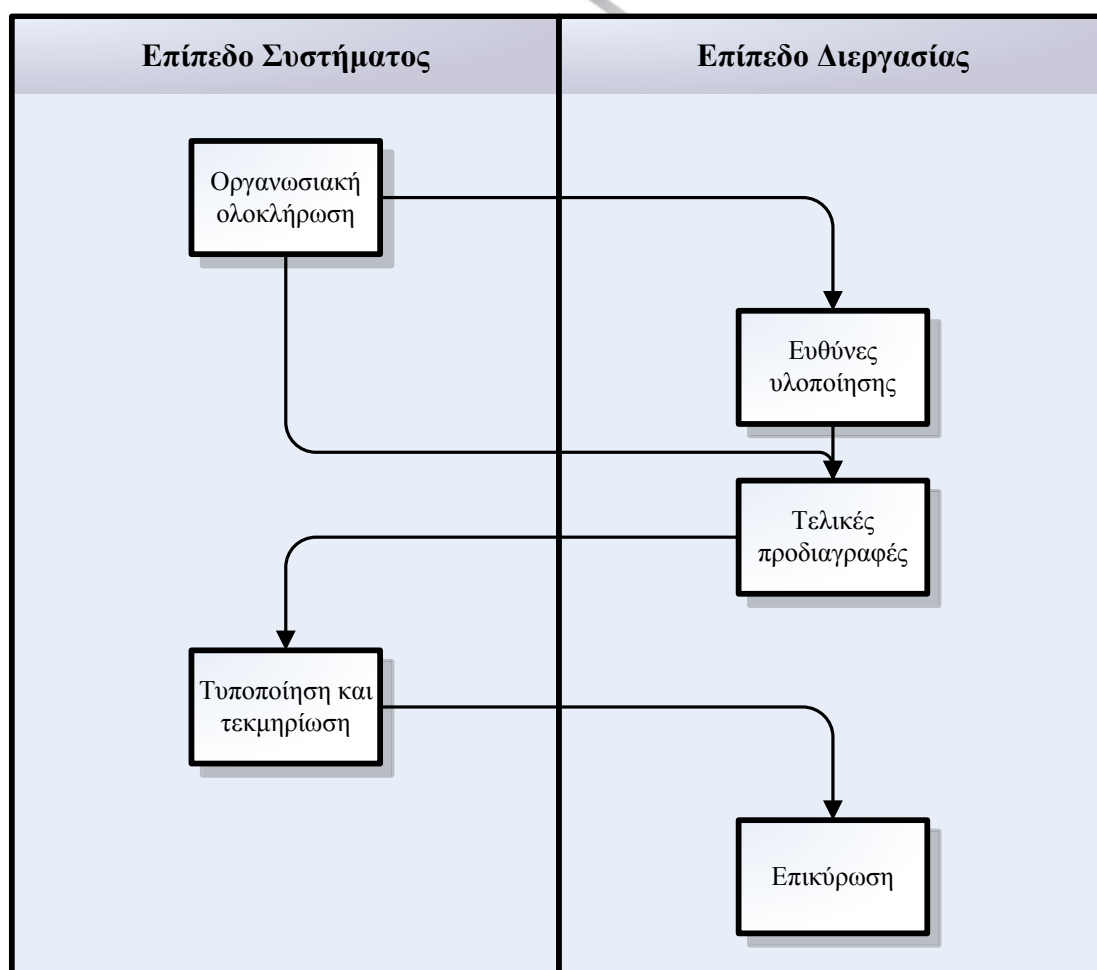 Επίπεδο Συστήματος
Επίπεδο Διεργασίας
Οργανωσιακή
ολοκλήρωση
Ευθύνες
υλοποίησης
Τελικές
προδιαγραφές
Τυποποίηση και
τεκμηρίωση
Επικύρωση